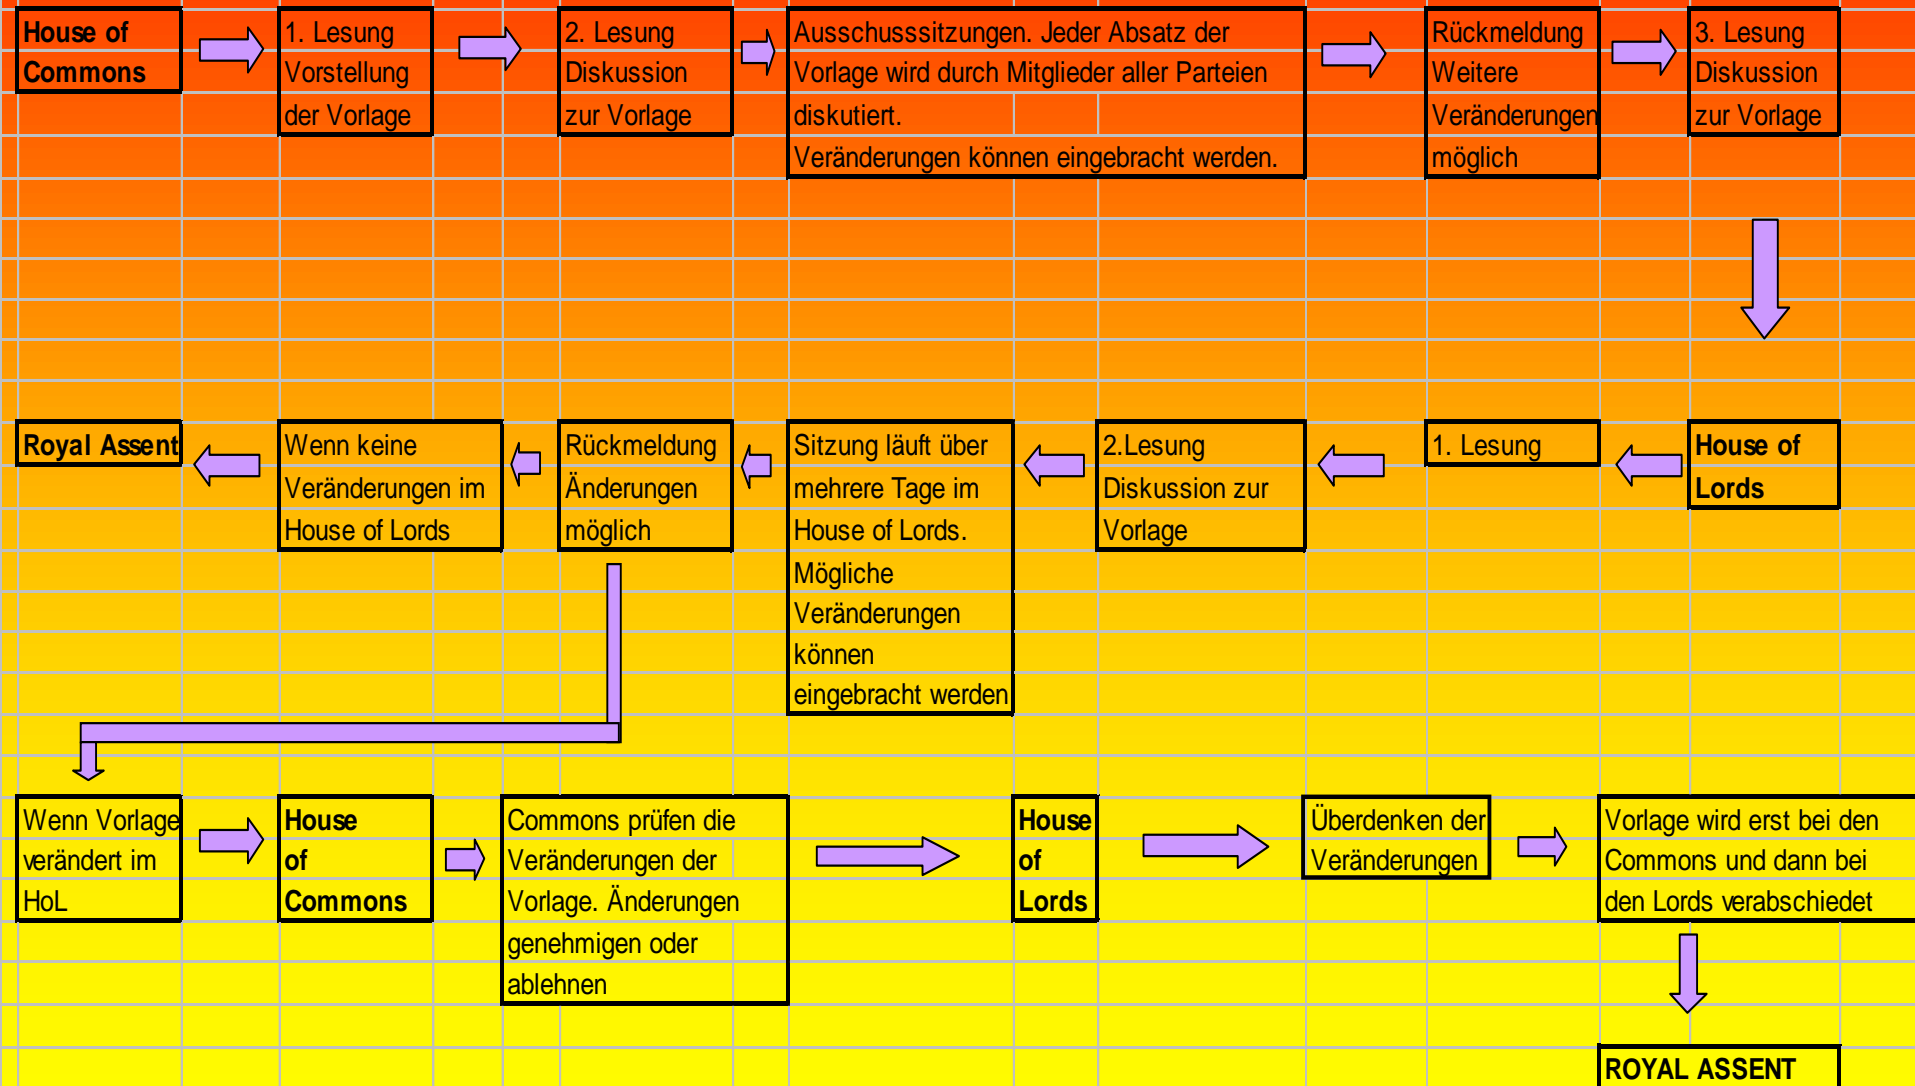 House of
Commons
1. Lesung
Vorstellung
der Vorlage
2. Lesung
Diskussion
zur Vorlage
Ausschusssitzungen. Jeder Absatz der
Vorlage wird durch Mitglieder aller Parteien
diskutiert.
Veränderungen können eingebracht werden.
Rückmeldung
Weitere
Veränderungen
möglich
3. Lesung
Diskussion
zur Vorlage
House of
Lords
1. Lesung
2.Lesung
Diskussion zur
Vorlage
Sitzung läuft über
mehrere Tage im
House of Lords.
Mögliche
Veränderungen
können
eingebracht werden
Rückmeldung
Änderungen
möglich
Wenn keine
Veränderungen im
House of Lords
Royal Assent
Wenn Vorlage
verändert im
HoL
House
of
Commons
Commons prüfen die
Veränderungen der
Vorlage. Änderungen
genehmigen oder
ablehnen
House
of
Lords
Überdenken der
Veränderungen
Vorlage wird erst bei den
Commons und dann bei
den Lords verabschiedet
ROYAL ASSENT